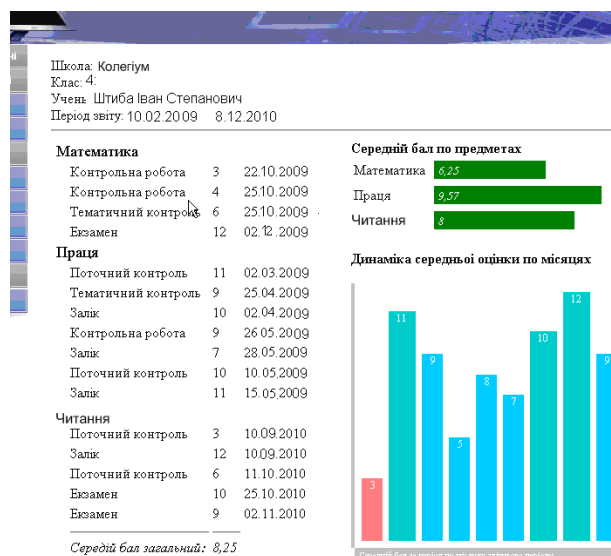 ні
Школа: Колегіум
Клас: 4:
Учень Штиба Іван Степанович
Період звіту: 10.02.2009 8.12.2010
Математика
Контрольна робота 3 22.10.2009
Контрольна робота 4 25.10.2009
Тематичний контроль 6 25.10.2009
Екзамен 12 02.12.2009
Праця
Поточний контроль 11 02.03.2009
Тематичний контроль 9 25.04.2009
Залік 10 02.04.2009
Контрольна робота 9 26 05.2009
Залік 7 28.05.2009
Поточний контроль 10 10.05.2009
Залік 11 15.05.2009
Читання
Поточний контроль 3 10.09.2010
Залік 12 10.09.2010
Поточний контроль 6 11.10.2010
Екзамен 10 25.10.2010
Екзамен 9 02.11.2010
Середій бал загальний: 8,25
Середній бал по предметах
Математика 6,25
Праця 9,57
Читання 8
Динаміка середньої оцінки по місяцях
3
11
9
5
8
7
10
12
9